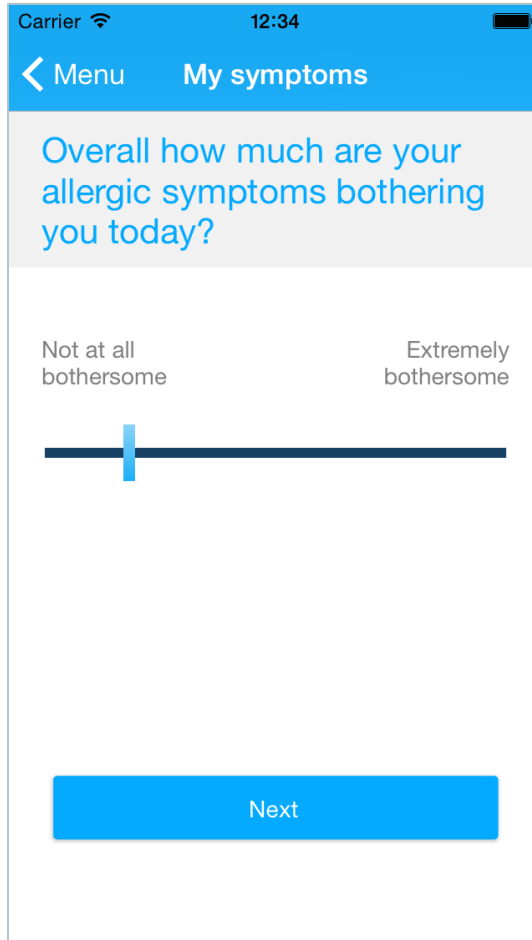 Carrier 12:34
Menu My symptoms
Overall how much are your
allergic symptoms bothering
you today?
Not at all Extremely
bothersome bothersome
Next